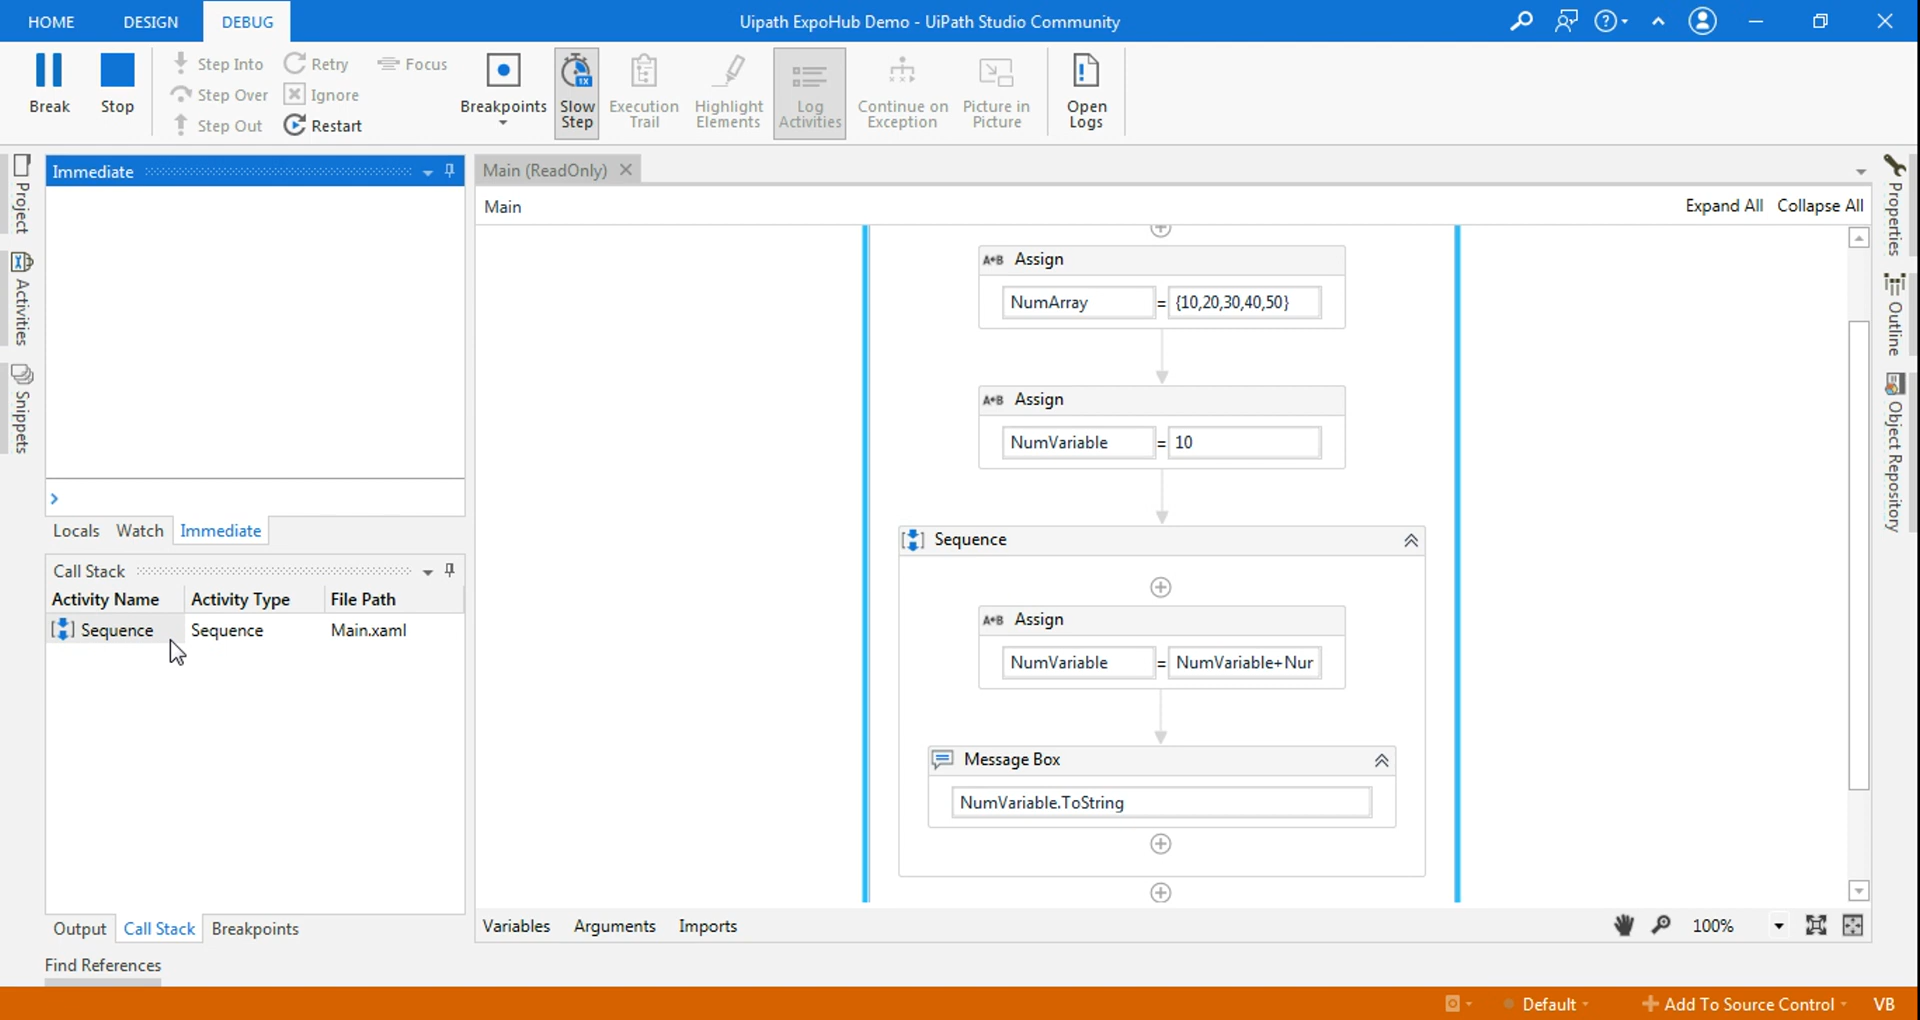 HOME DESIGN DEBUG Uipath ExpoHub Demo - UiPath Studio Community
Break Stop Step Into Step Over Step Out Retry Ignore Restart Focus
Breakpoints Slow Step Execution Trail Highlight Elements Log Activities Continue on Exception Picture in Picture Open Logs
Project
Activities
Snippets
Immediate
>
Locals Watch Immediate
Call Stack
Activity Name Activity Type File Path
Sequence Sequence Main.xaml
Output Call Stack Breakpoints
Find References
Main (ReadOnly)
Main Expand All Collapse All
A•B Assign
NumArray = {10,20,30,40,50}
A•B Assign
NumVariable = 10
Sequence
A•B Assign
NumVariable = NumVariable+Nur
Message Box
NumVariable.ToString
Variables Arguments Imports 100%
Properties
Outline
Object Repository
Default + Add To Source Control VB